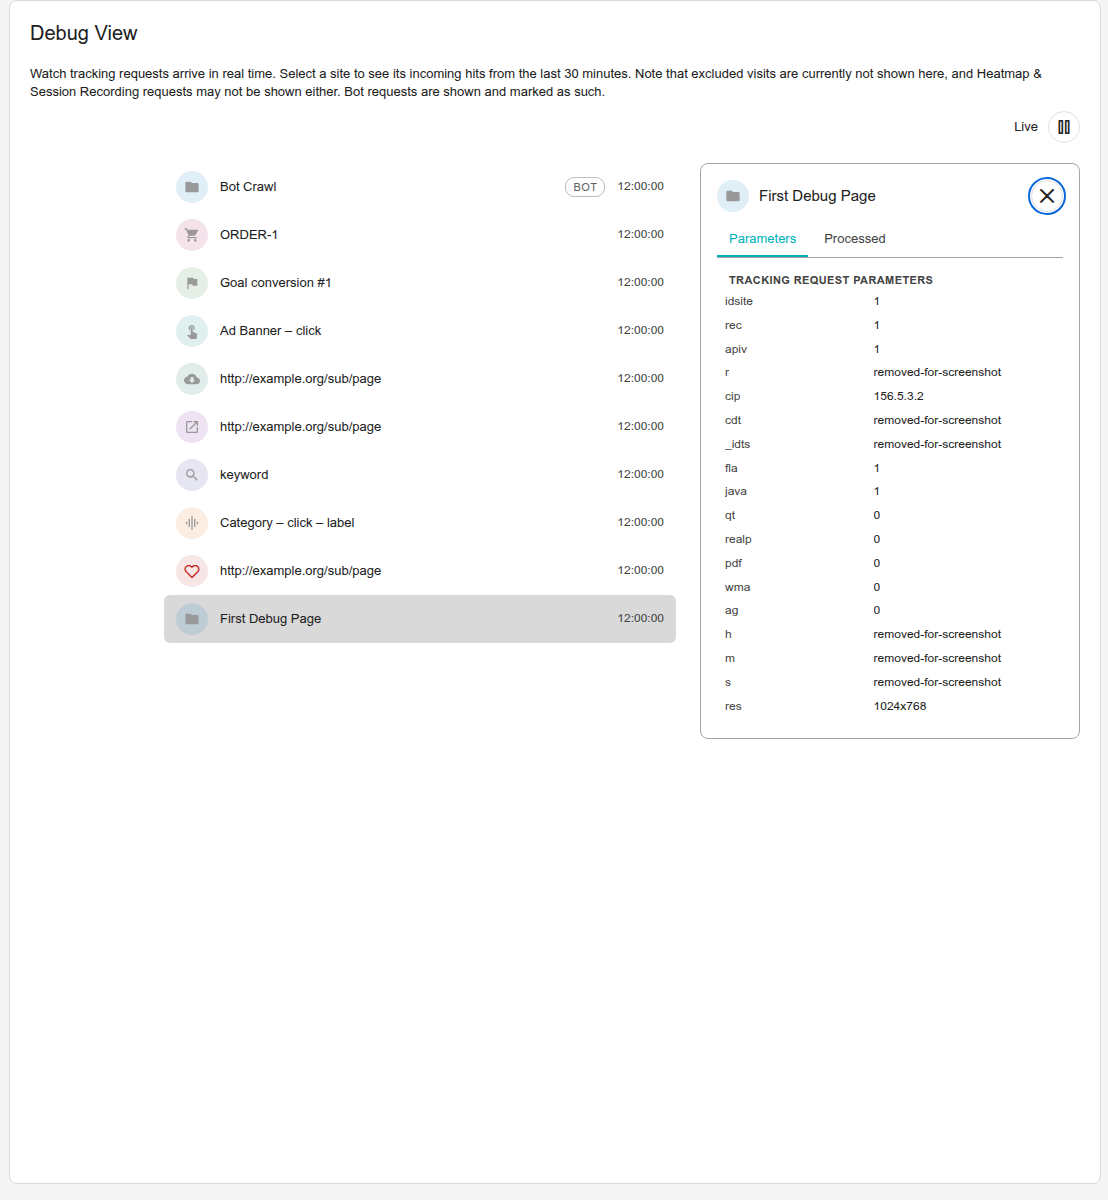 Debug View
Watch tracking requests arrive in real time. Select a site to see its incoming hits from the last 30 minutes. Note that excluded visits are currently not shown here, and Heatmap &
Session Recording requests may not be shown either. Bot requests are shown and marked as such.
Live
Bot Crawl BOT 12:00:00
ORDER-1 12:00:00
Goal conversion #1 12:00:00
Ad Banner – click 12:00:00
http://example.org/sub/page 12:00:00
http://example.org/sub/page 12:00:00
keyword 12:00:00
Category – click – label 12:00:00
http://example.org/sub/page 12:00:00
First Debug Page 12:00:00
First Debug Page
Parameters Processed
TRACKING REQUEST PARAMETERS
idsite 1
rec 1
apiv 1
r removed-for-screenshot
cip 156.5.3.2
cdt removed-for-screenshot
_idts removed-for-screenshot
fla 1
java 1
qt 0
realp 0
pdf 0
wma 0
ag 0
h removed-for-screenshot
m removed-for-screenshot
s removed-for-screenshot
res 1024x768